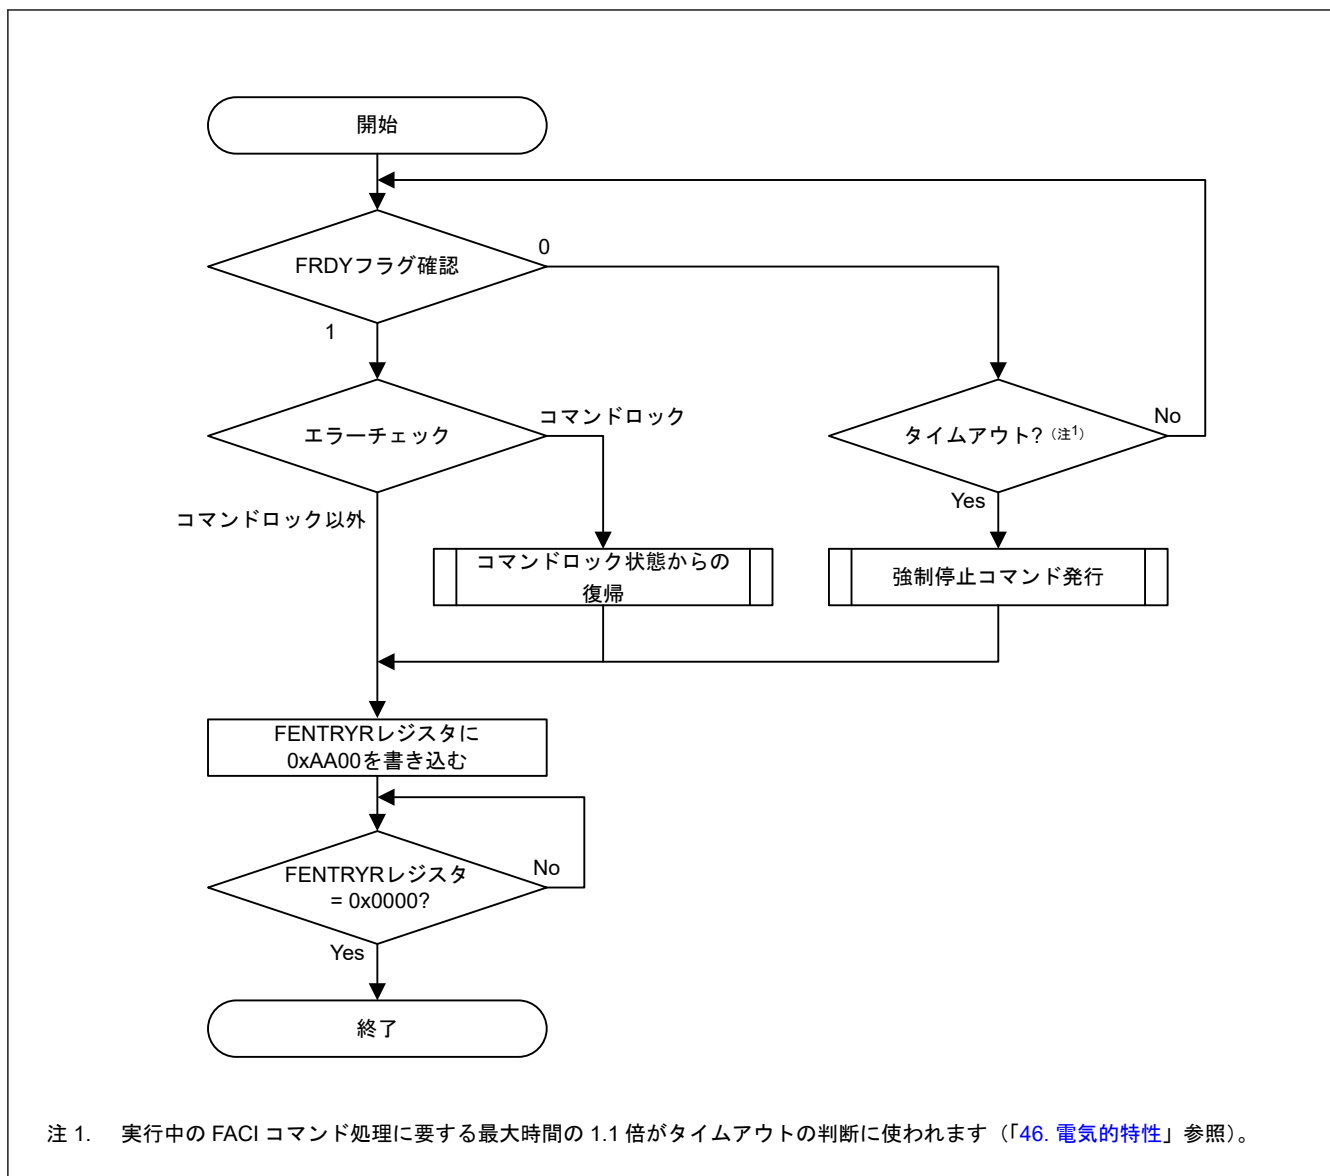 開始
FRDYフラグ確認
0
1
エラーチェック
コマンドロック
タイムアウト? (注1)
No
コマンドロック以外
Yes
コマンドロック状態からの
復帰
強制停止コマンド発行
FENTRYRレジスタに
0xAA00を書き込む
FENTRYRレジスタ
= 0x0000?
No
Yes
終了
注 1. 実行中の FACI コマンド処理に要する最大時間の 1.1 倍がタイムアウトの判断に使われます（「46. 電気的特性」参照）。